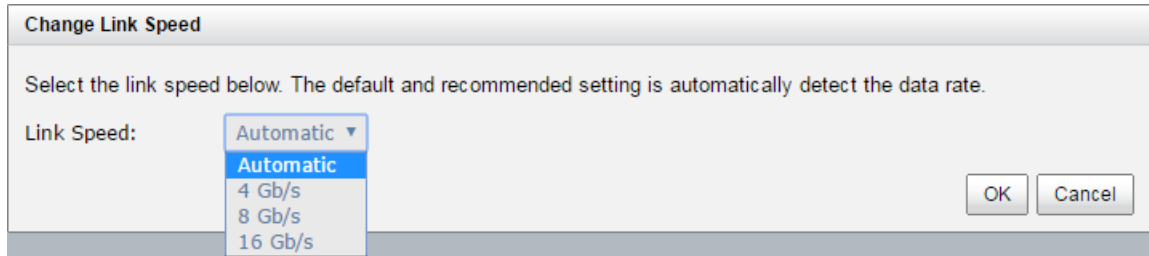 Change Link Speed
Select the link speed below. The default and recommended setting is automatically detect the data rate.
Link Speed: Automatic
Automatic
4 Gb/s
8 Gb/s
16 Gb/s
OK Cancel